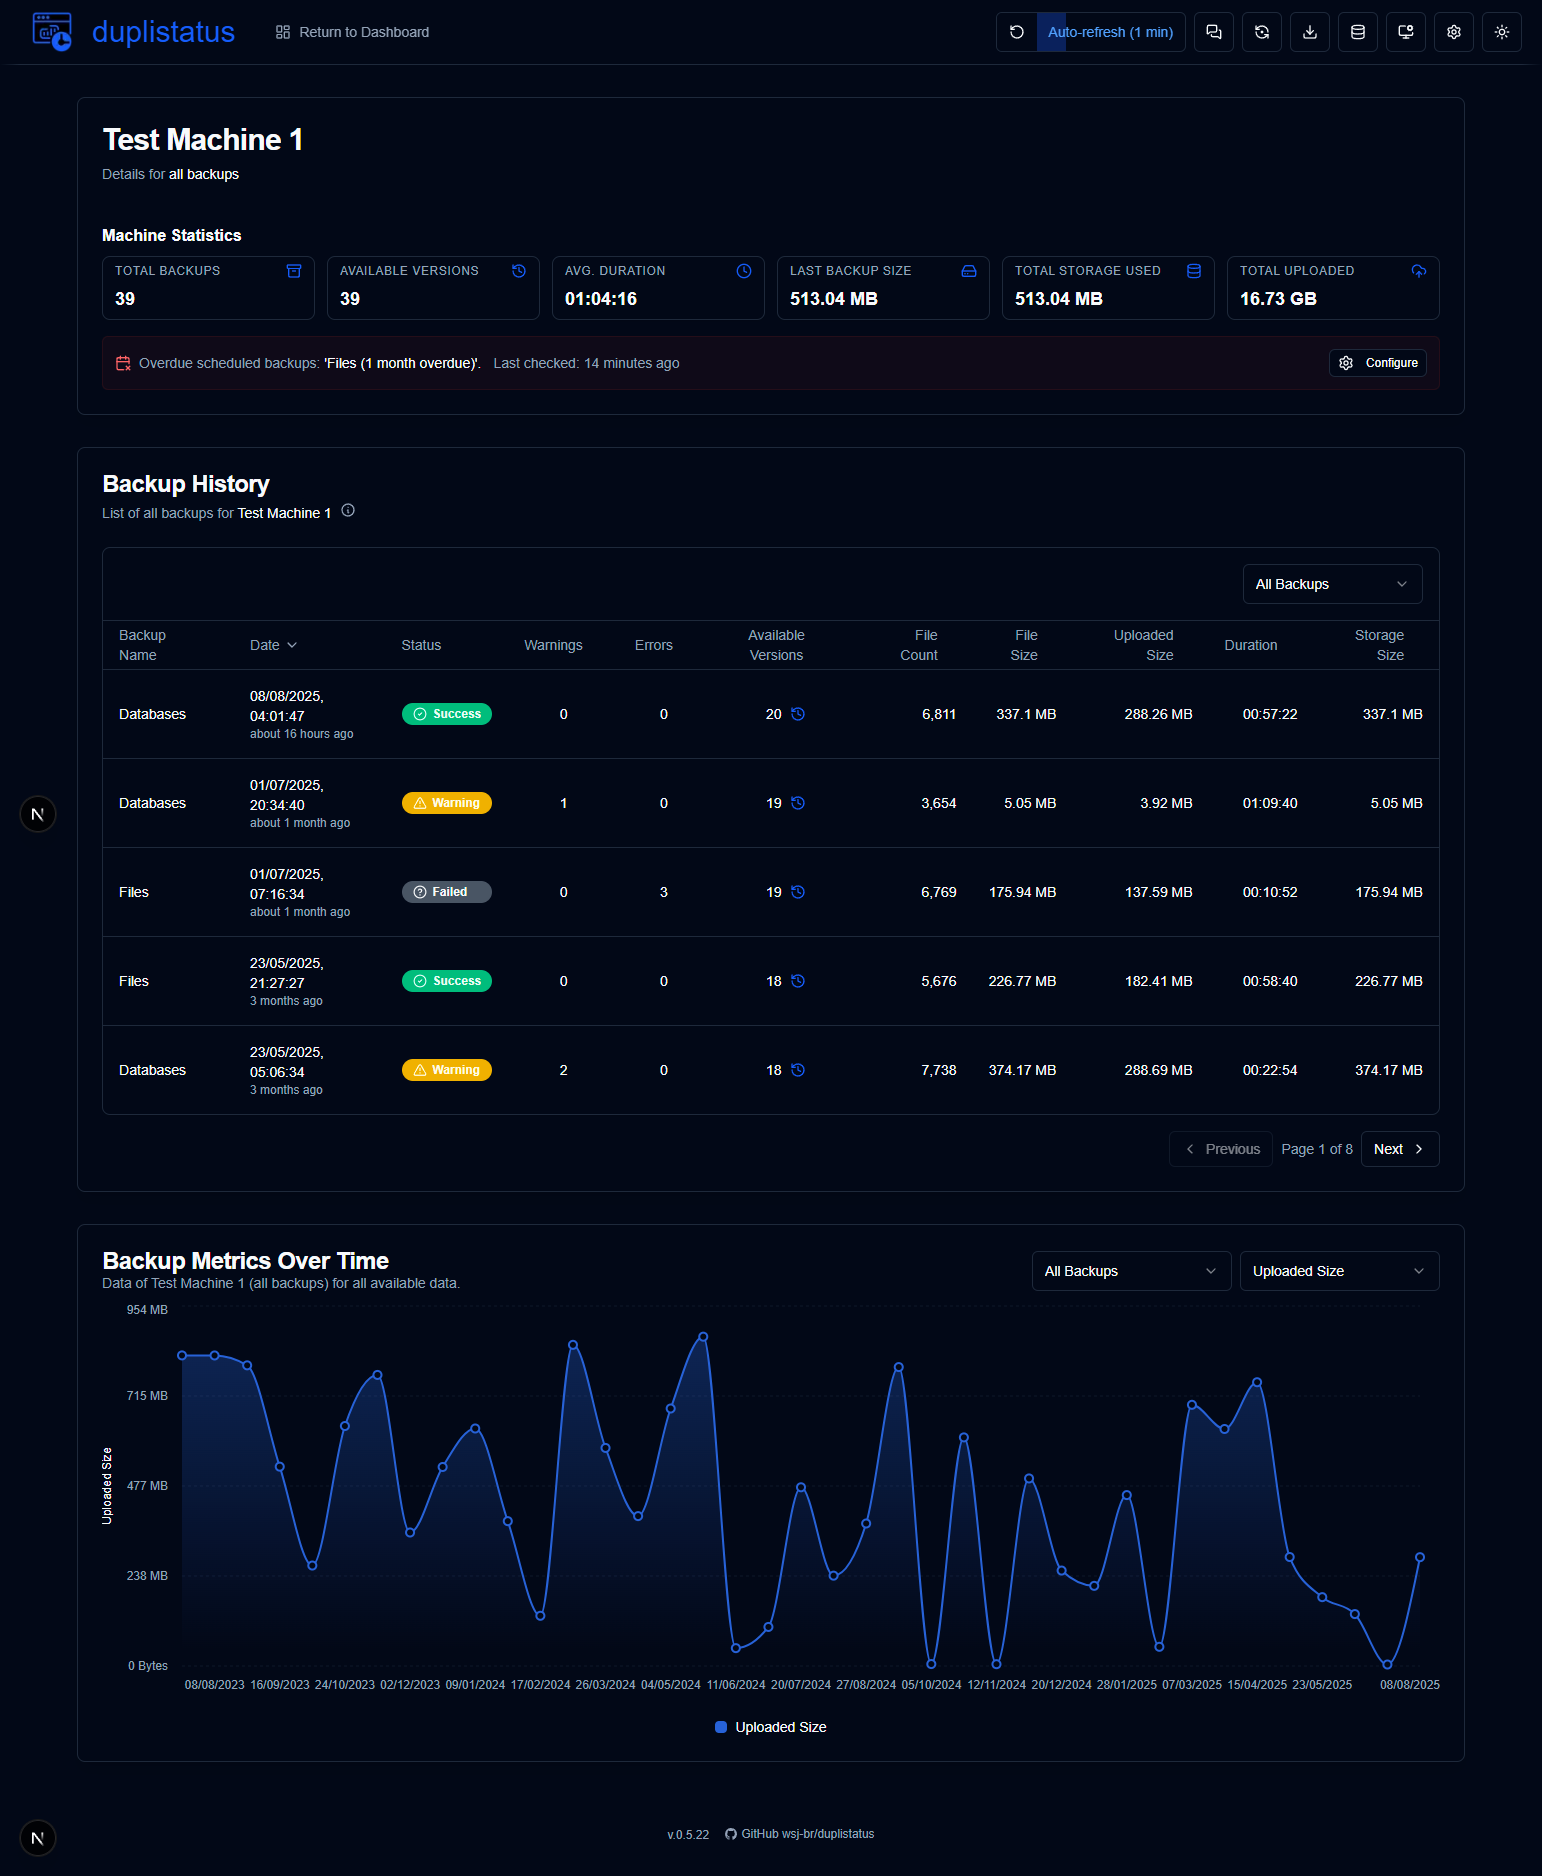 duplistatus
Return to Dashboard
Auto-refresh (1 min)
Test Machine 1
Details for all backups
Machine Statistics
TOTAL BACKUPS
39
AVAILABLE VERSIONS
39
AVG. DURATION
01:04:16
LAST BACKUP SIZE
513.04 MB
TOTAL STORAGE USED
513.04 MB
TOTAL UPLOADED
16.73 GB
Overdue scheduled backups: 'Files (1 month overdue)'. Last checked: 14 minutes ago
Configure
Backup History
List of all backups for Test Machine 1
All Backups
Backup Name
Date
Status
Warnings
Errors
Available Versions
File Count
File Size
Uploaded Size
Duration
Storage Size
Databases
08/08/2025, 04:01:47
about 16 hours ago
Success
0
0
20
6,811
337.1 MB
288.26 MB
00:57:22
337.1 MB
Databases
01/07/2025, 20:34:40
about 1 month ago
Warning
1
0
19
3,654
5.05 MB
3.92 MB
01:09:40
5.05 MB
Files
01/07/2025, 07:16:34
about 1 month ago
Failed
0
3
19
6,769
175.94 MB
137.59 MB
00:10:52
175.94 MB
Files
23/05/2025, 21:27:27
3 months ago
Success
0
0
18
5,676
226.77 MB
182.41 MB
00:58:40
226.77 MB
Databases
23/05/2025, 05:06:34
3 months ago
Warning
2
0
18
7,738
374.17 MB
288.69 MB
00:22:54
374.17 MB
N
Previous
Page 1 of 8
Next
Backup Metrics Over Time
Data of Test Machine 1 (all backups) for all available data.
All Backups
Uploaded Size
954 MB
715 MB
477 MB
238 MB
0 Bytes
Uploaded Size
08/08/2023 16/09/2023 24/10/2023 02/12/2023 09/01/2024 17/02/2024 26/03/2024 04/05/2024 11/06/2024 20/07/2024 27/08/2024 05/10/2024 12/11/2024 20/12/2024 28/01/2025 07/03/2025 15/04/2025 23/05/2025 08/08/2025
Uploaded Size
N
v.0.5.22
GitHub wsj-br/duplistatus